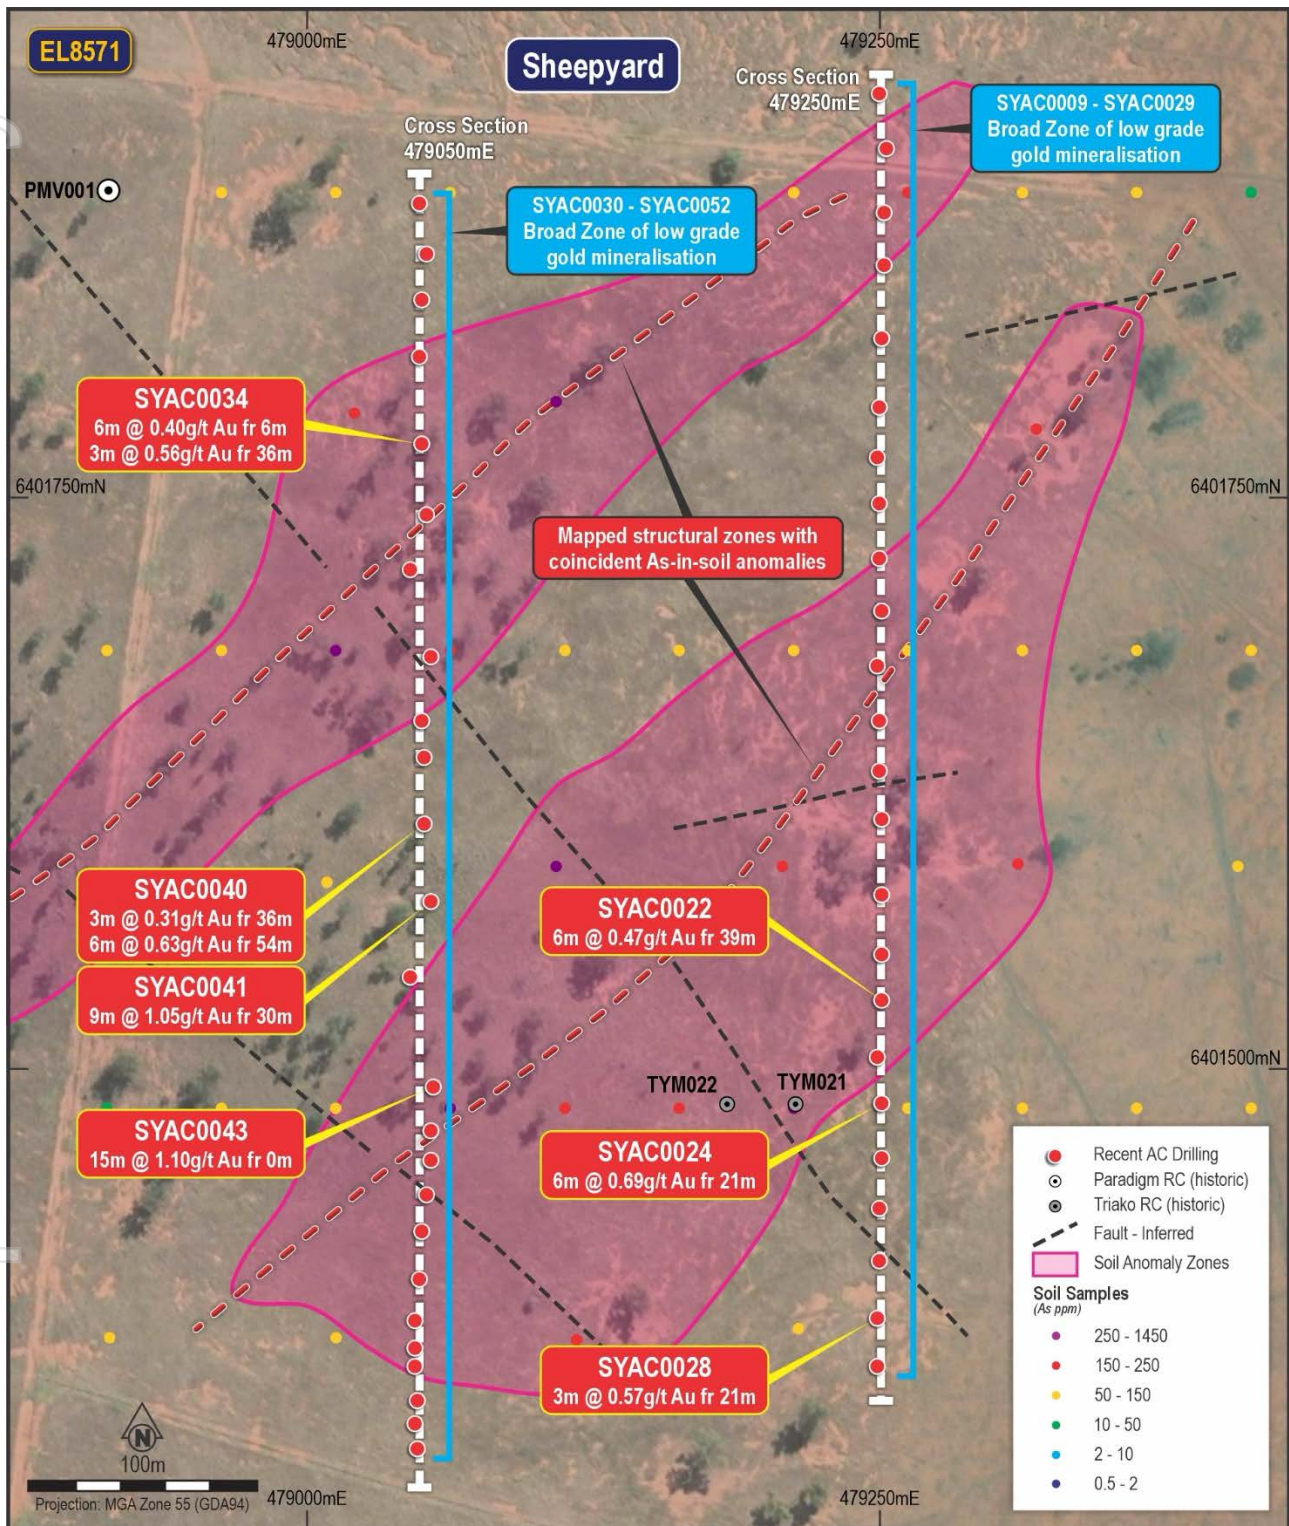 EL8571
479000mE
479250mE
Sheepyard
Cross Section
479250mE
SYAC0009 - SYAC0029
Broad Zone of low grade
gold mineralisation
Cross Section
479050mE
PMV001
SYAC0030 - SYAC0052
Broad Zone of low grade
gold mineralisation
SYAC0034
6m @ 0.40g/t Au fr 6m
3m @ 0.56g/t Au fr 36m
6401750mN
6401750mN
Mapped structural zones with
coincident As-in-soil anomalies
SYAC0040
3m @ 0.31g/t Au fr 36m
6m @ 0.63g/t Au fr 54m
SYAC0022
6m @ 0.47g/t Au fr 39m
SYAC0041
9m @ 1.05g/t Au fr 30m
6401500mN
TYM022
TYM021
SYAC0043
15m @ 1.10g/t Au fr 0m
SYAC0024
6m @ 0.69g/t Au fr 21m
SYAC0028
3m @ 0.57g/t Au fr 21m
Recent AC Drilling
Paradigm RC (historic)
Triako RC (historic)
Fault - Inferred
Soil Anomaly Zones
Soil Samples
(As ppm)
250 - 1450
150 - 250
50 - 150
10 - 50
2 - 10
0.5 - 2
N
100m
Projection: MGA Zone 55 (GDA94)
479000mE
479250mE